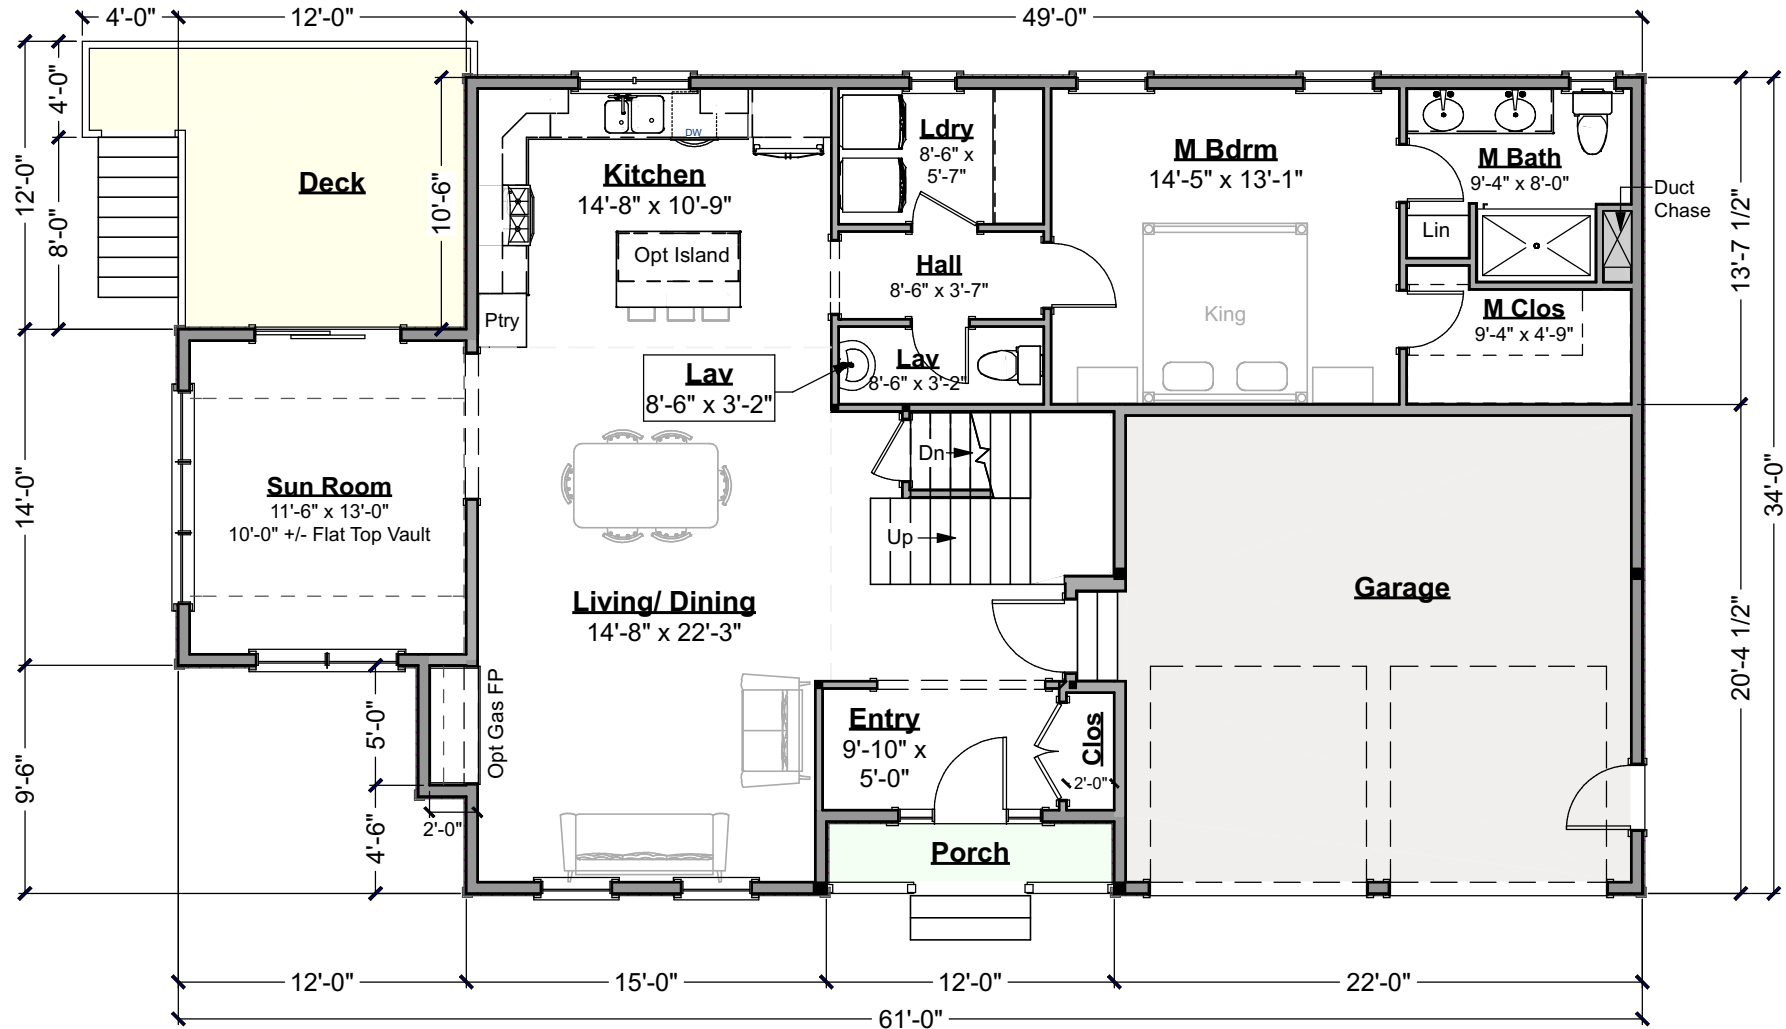 4'-0"
12'-0"
49'-0"
4'-0"
12'-0"
8'-0"
10'-6"
Deck
DW
Kitchen
14'-8" x 10'-9"
Opt Island
Ptry
Ldry
8'-6" x
5'-7"
Hall
8'-6" x 3'-7"
Lav
8'-6" x 3'-2"
Lav
8'-6" x 3'-2"
M Bdrm
14'-5" x 13'-1"
King
M Bath
9'-4" x 8'-0"
Duct
Chase
Lin
M Clos
9'-4" x 4'-9"
13'-7 1/2"
34'-0"
20'-4 1/2"
14'-0"
Sun Room
11'-6" x 13'-0"
10'-0" +/- Flat Top Vault
Dn
Up
Living/ Dining
14'-8" x 22'-3"
Garage
9'-6"
5'-0"
4'-6"
2'-0"
Opt Gas FP
Entry
9'-10" x
5'-0"
Clos
2'-0"
Porch
12'-0"
15'-0"
12'-0"
22'-0"
61'-0"